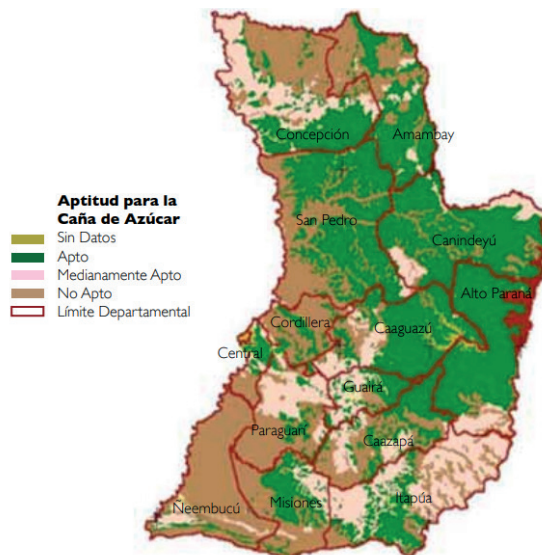 Concepción
Amambay
San Pedro
Canindeyú
Aptitud para la
Caña de Azúcar
Sin Datos
Apto
Medianamente Apto
No Apto
Límite Departamental
Alto Paraná
Cordillera
Caaguazú
Central
Guairá
Paraguarí
Caazapá
Ñeembucú
Misiones
Itapúa